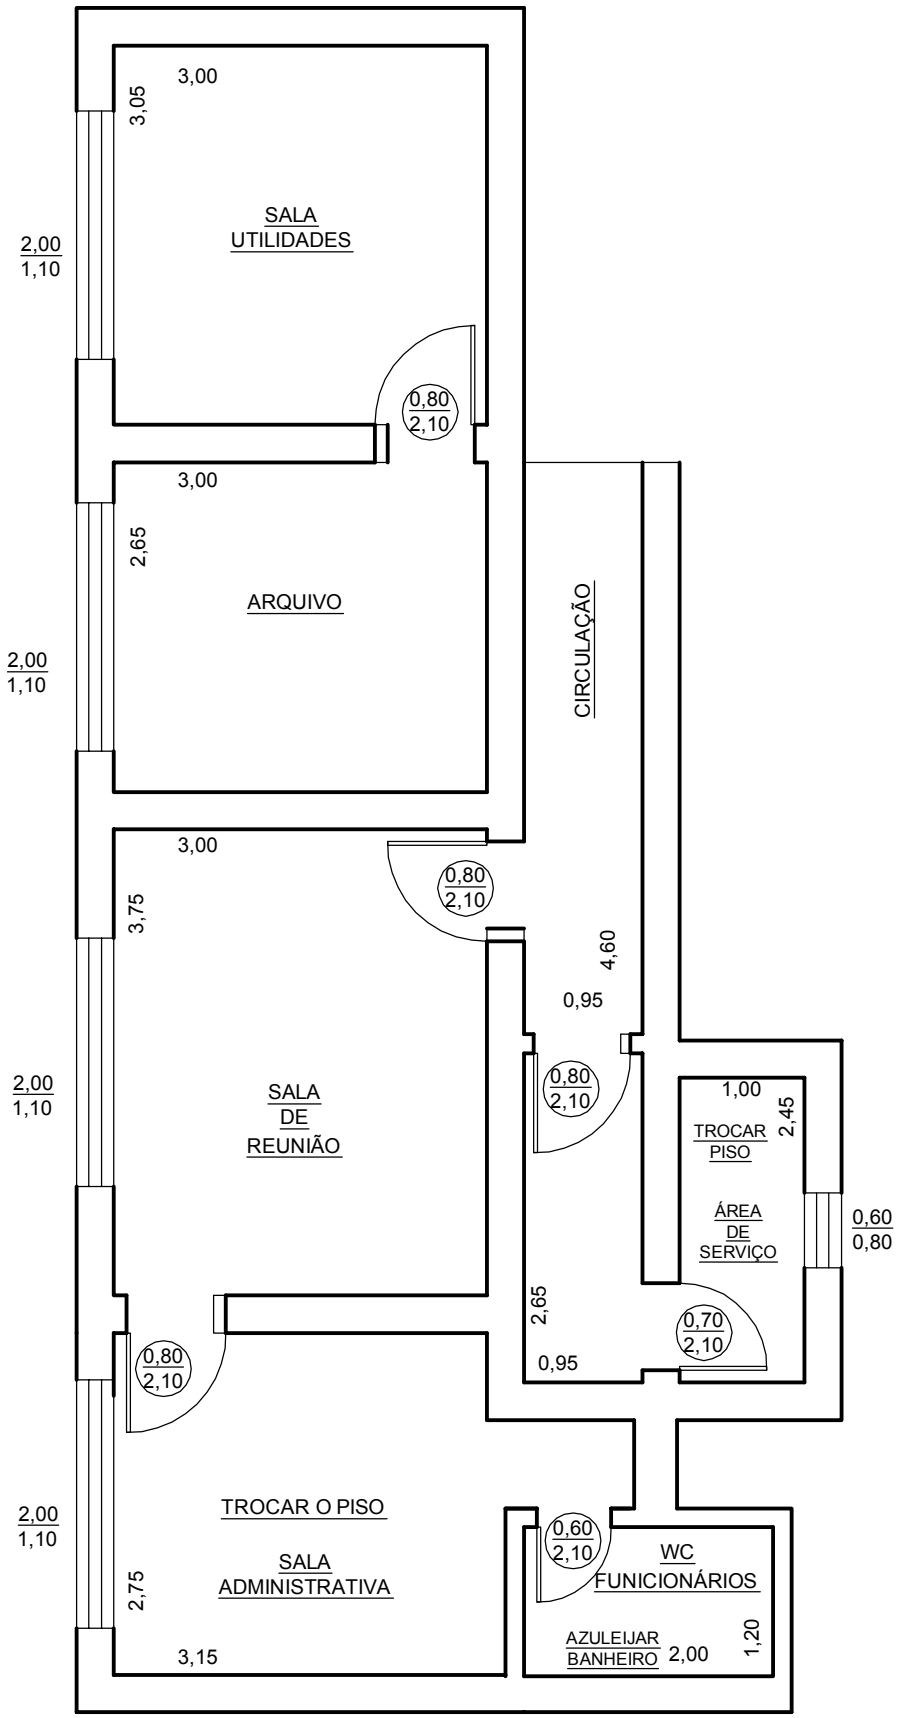 3,00
3,05
SALA
UTILIDADES
2,00
1,10
0,80
2,10
3,00
2,65
ARQUIVO
CIRCULAÇÃO
2,00
1,10
3,00
3,75
0,80
2,10
4,60
0,95
0,80
2,10
2,00
1,10
SALA
DE
REUNIÃO
1,00
2,45
TROCAR
PISO
ÁREA
DE
SERVIÇO
0,60
0,80
2,65
0,95
0,70
2,10
0,80
2,10
TROCAR O PISO
SALA
ADMINISTRATIVA
2,00
1,10
2,75
3,15
0,60
2,10
WC
FUNICIONÁRIOS
AZULEIJAR
BANHEIRO
2,00
1,20